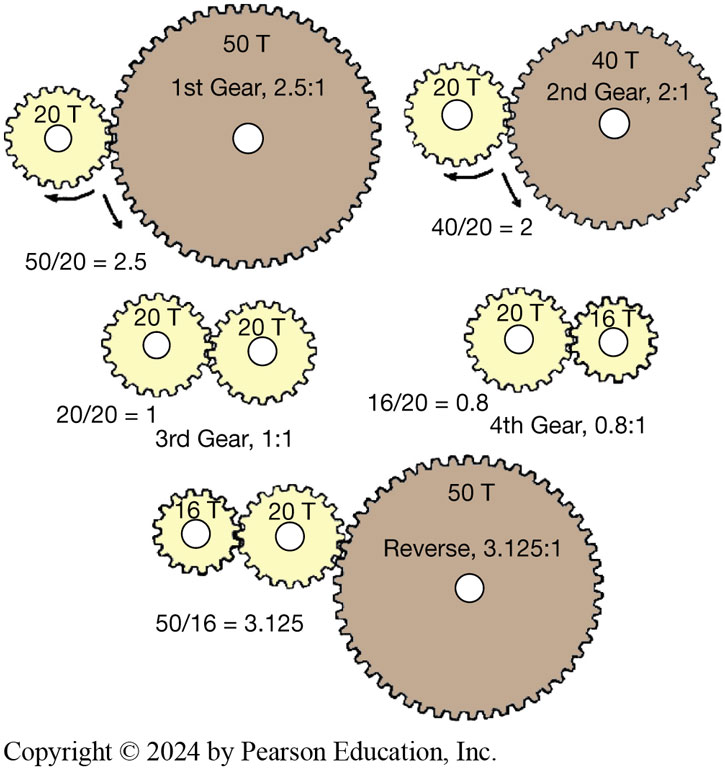 50 T
1st Gear, 2.5:1
20 T
50/20 = 2.5
40 T
2nd Gear, 2:1
20 T
40/20 = 2
20 T
20 T
20/20 = 1
3rd Gear, 1:1
20 T
16 T
16/20 = 0.8
4th Gear, 0.8:1
16 T
20 T
50 T
Reverse, 3.125:1
50/16 = 3.125
Copyright © 2024 by Pearson Education, Inc.